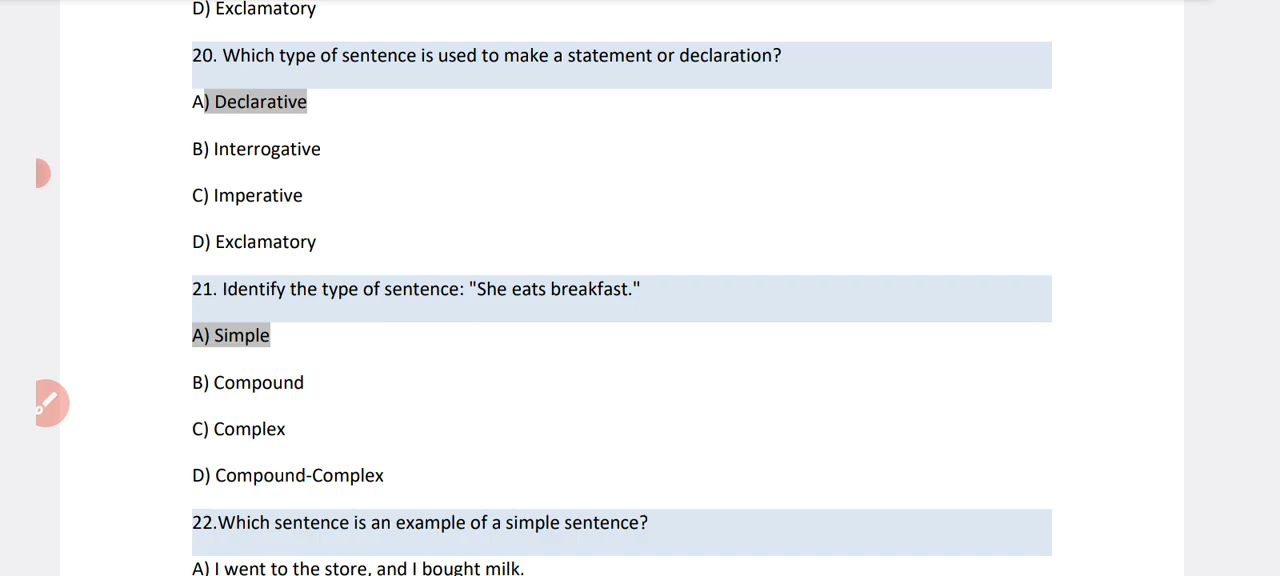 D) Exclamatory
20. Which type of sentence is used to make a statement or declaration?
A) Declarative
B) Interrogative
C) Imperative
D) Exclamatory
21. Identify the type of sentence: "She eats breakfast."
A) Simple
B) Compound
C) Complex
D) Compound-Complex
22.Which sentence is an example of a simple sentence?
A) I went to the store, and I bought milk.